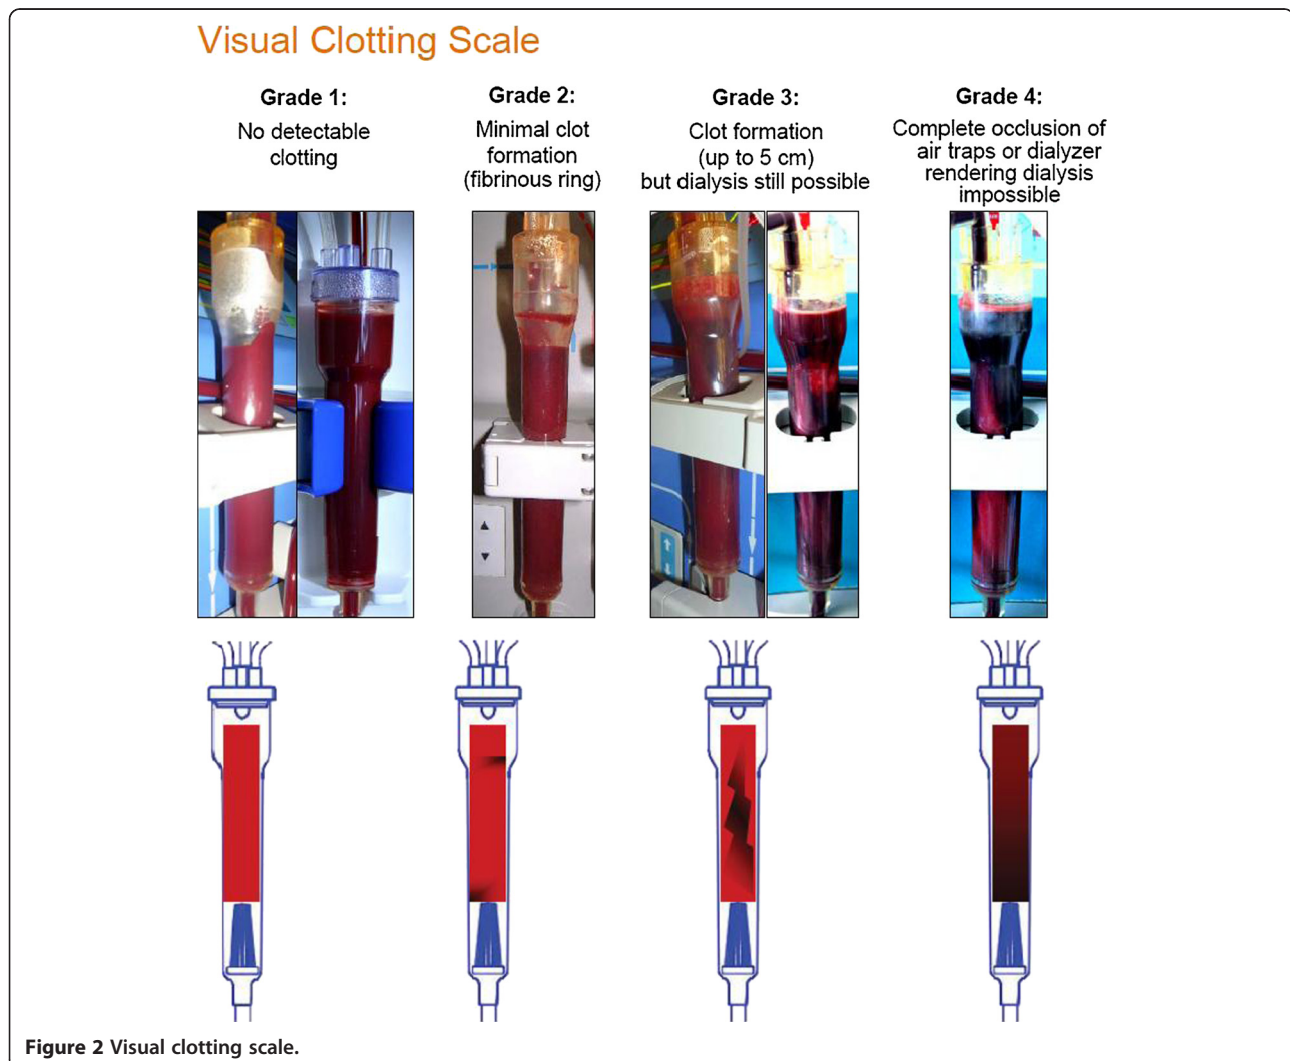 Visual Clotting Scale
Grade 1:
No detectable
clotting
Grade 2:
Minimal clot
formation
(fibrinous ring)
Grade 3:
Clot formation
(up to 5 cm)
but dialysis still possible
Grade 4:
Complete occlusion of
air traps or dialyzer
rendering dialysis
impossible
Figure 2 Visual clotting scale.